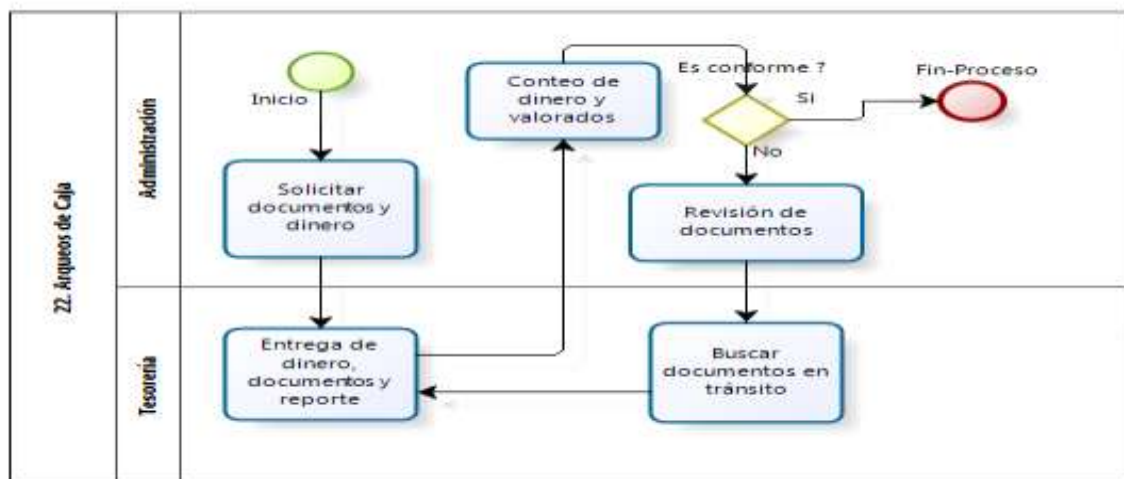 22. Arqueos de Caja
Administración
Inicio
Solicitar
documentos y
dinero
Conteo de
dinero y
valorados
Es conforme ?
Si
No
Fin-Proceso
Revisión de
documentos
Tesorería
Entrega de
dinero,
documentos y
reporte
Buscar
documentos en
tránsito